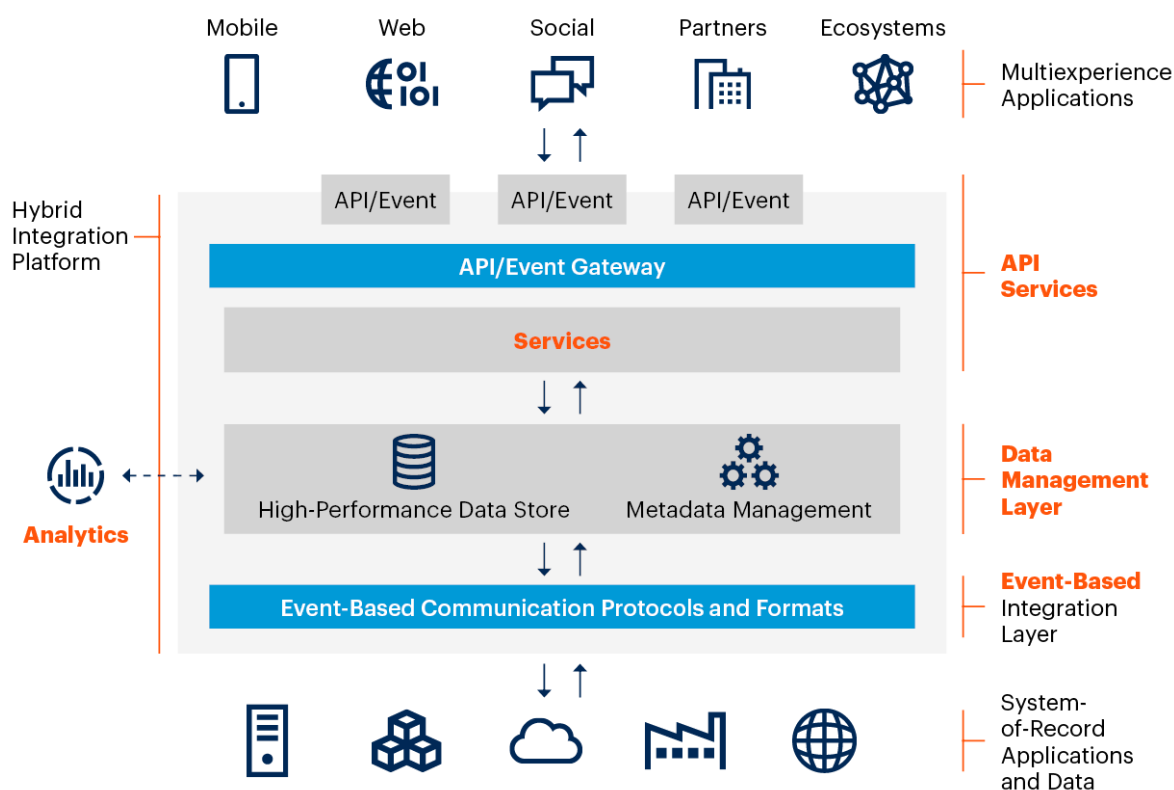 Mobile
Web
Social
Partners
Ecosystems
Multiexperience
Applications
Hybrid
Integration
Platform
API/Event
API/Event
API/Event
API/Event Gateway
API
Services
Services
Analytics
High-Performance Data Store
Metadata Management
Data
Management
Layer
Event-Based Communication Protocols and Formats
Event-Based
Integration
Layer
System-
of-Record
Applications
and Data